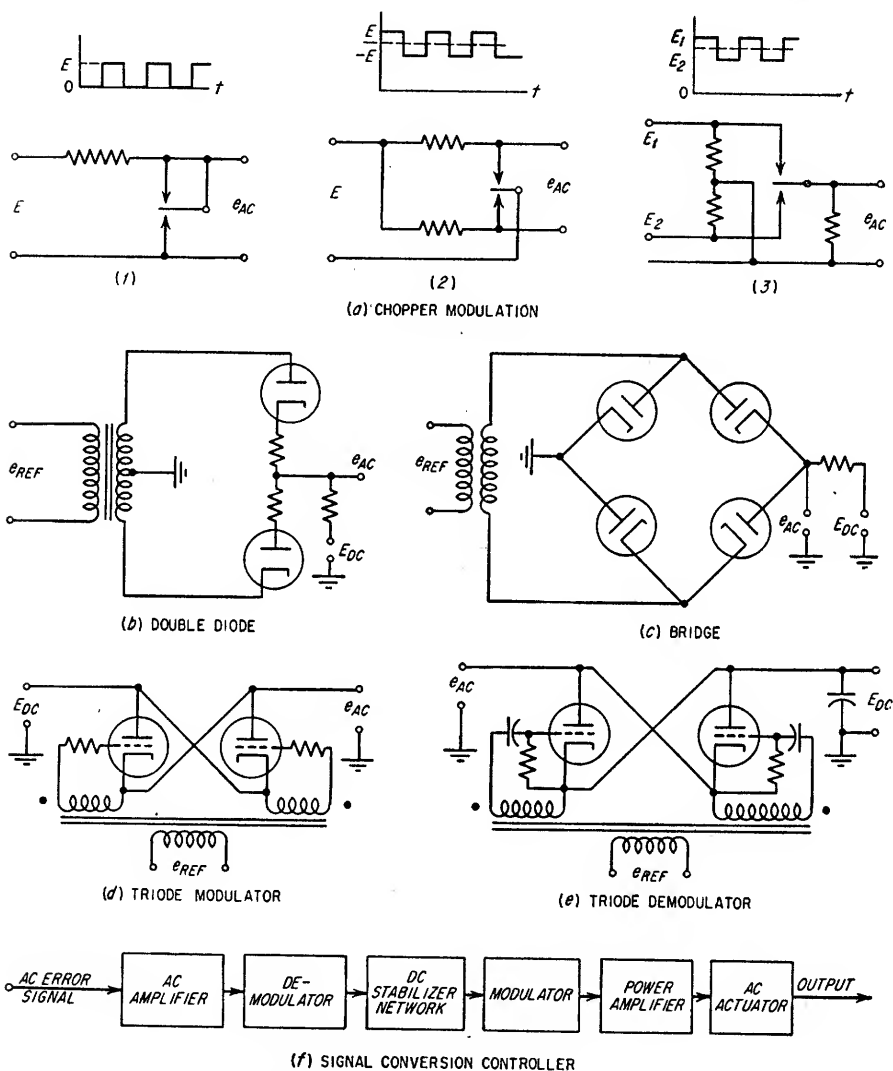 E
0
t
E
-E
t
E1
E2
0
t
E
eAC
(1)
E
eAC
(2)
E1
E2
eAC
(3)
(a) CHOPPER MODULATION
eREF
eAC
EDC
(b) DOUBLE DIODE
eREF
eAC
EDC
(c) BRIDGE
EDC
eAC
eREF
(d) TRIODE MODULATOR
eAC
EDC
eREF
(e) TRIODE DEMODULATOR
AC ERROR
SIGNAL
AC
AMPLIFIER
DE-
MODULATOR
DC
STABILIZER
NETWORK
MODULATOR
POWER
AMPLIFIER
AC
ACTUATOR
OUTPUT
(f) SIGNAL CONVERSION CONTROLLER